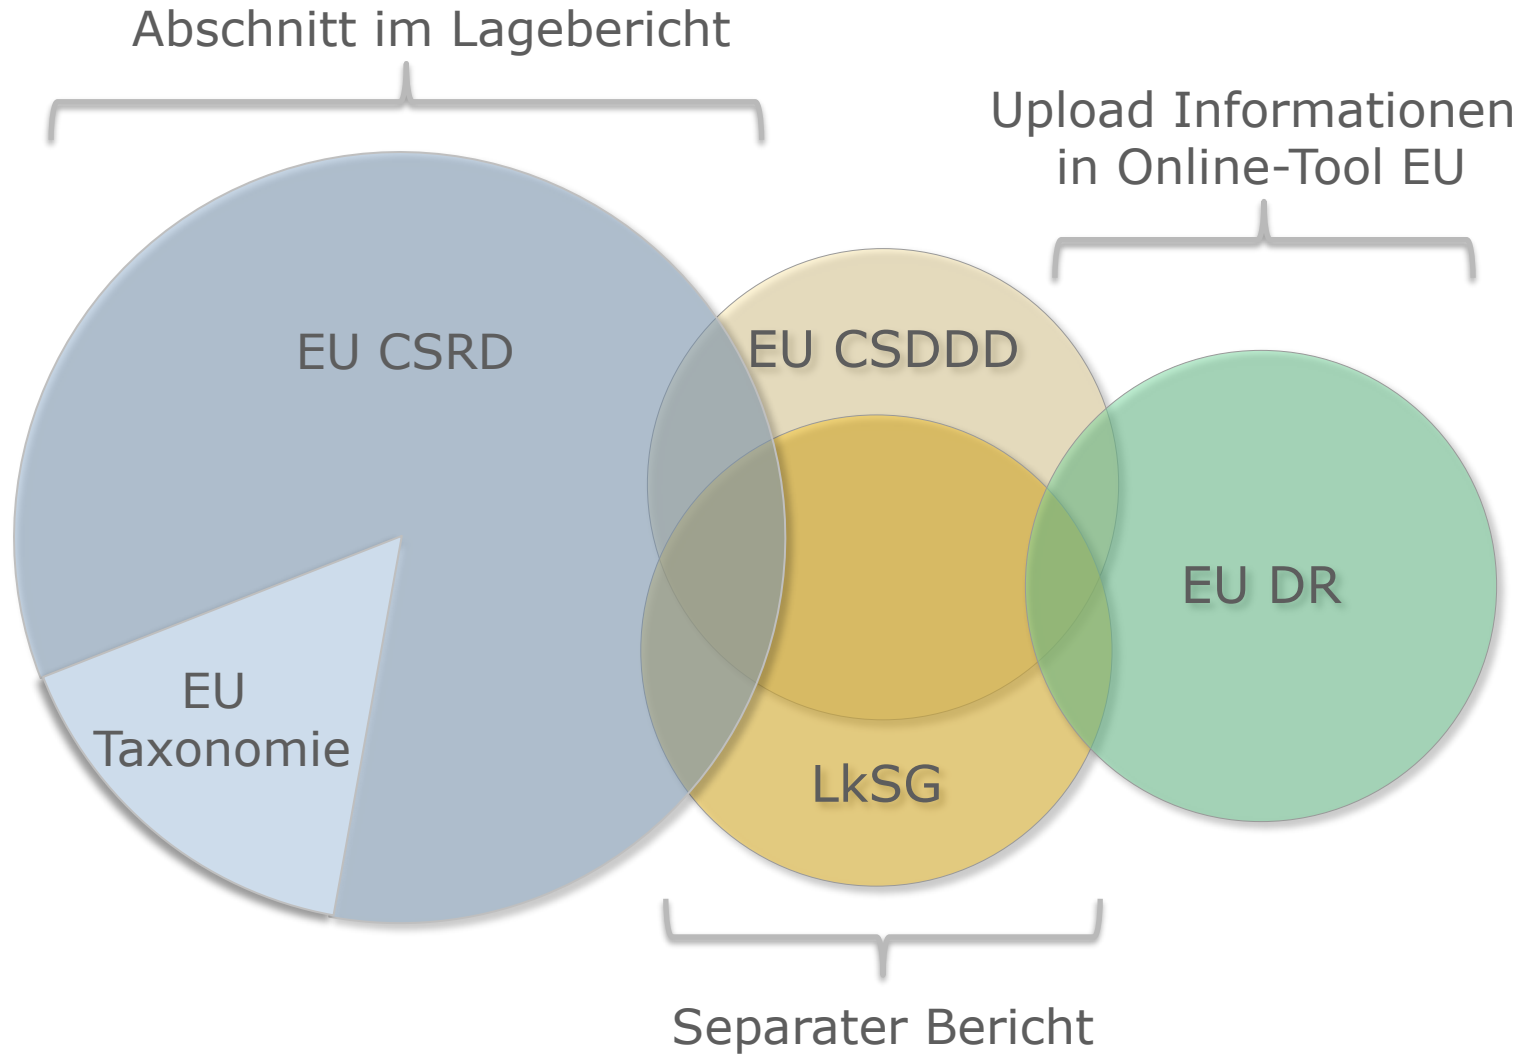 Abschnitt im Lagebericht
Upload Informationen
in Online-Tool EU
EU CSRD
EU CSDDD
EU DR
EU
Taxonomie
LkSG
Separater Bericht